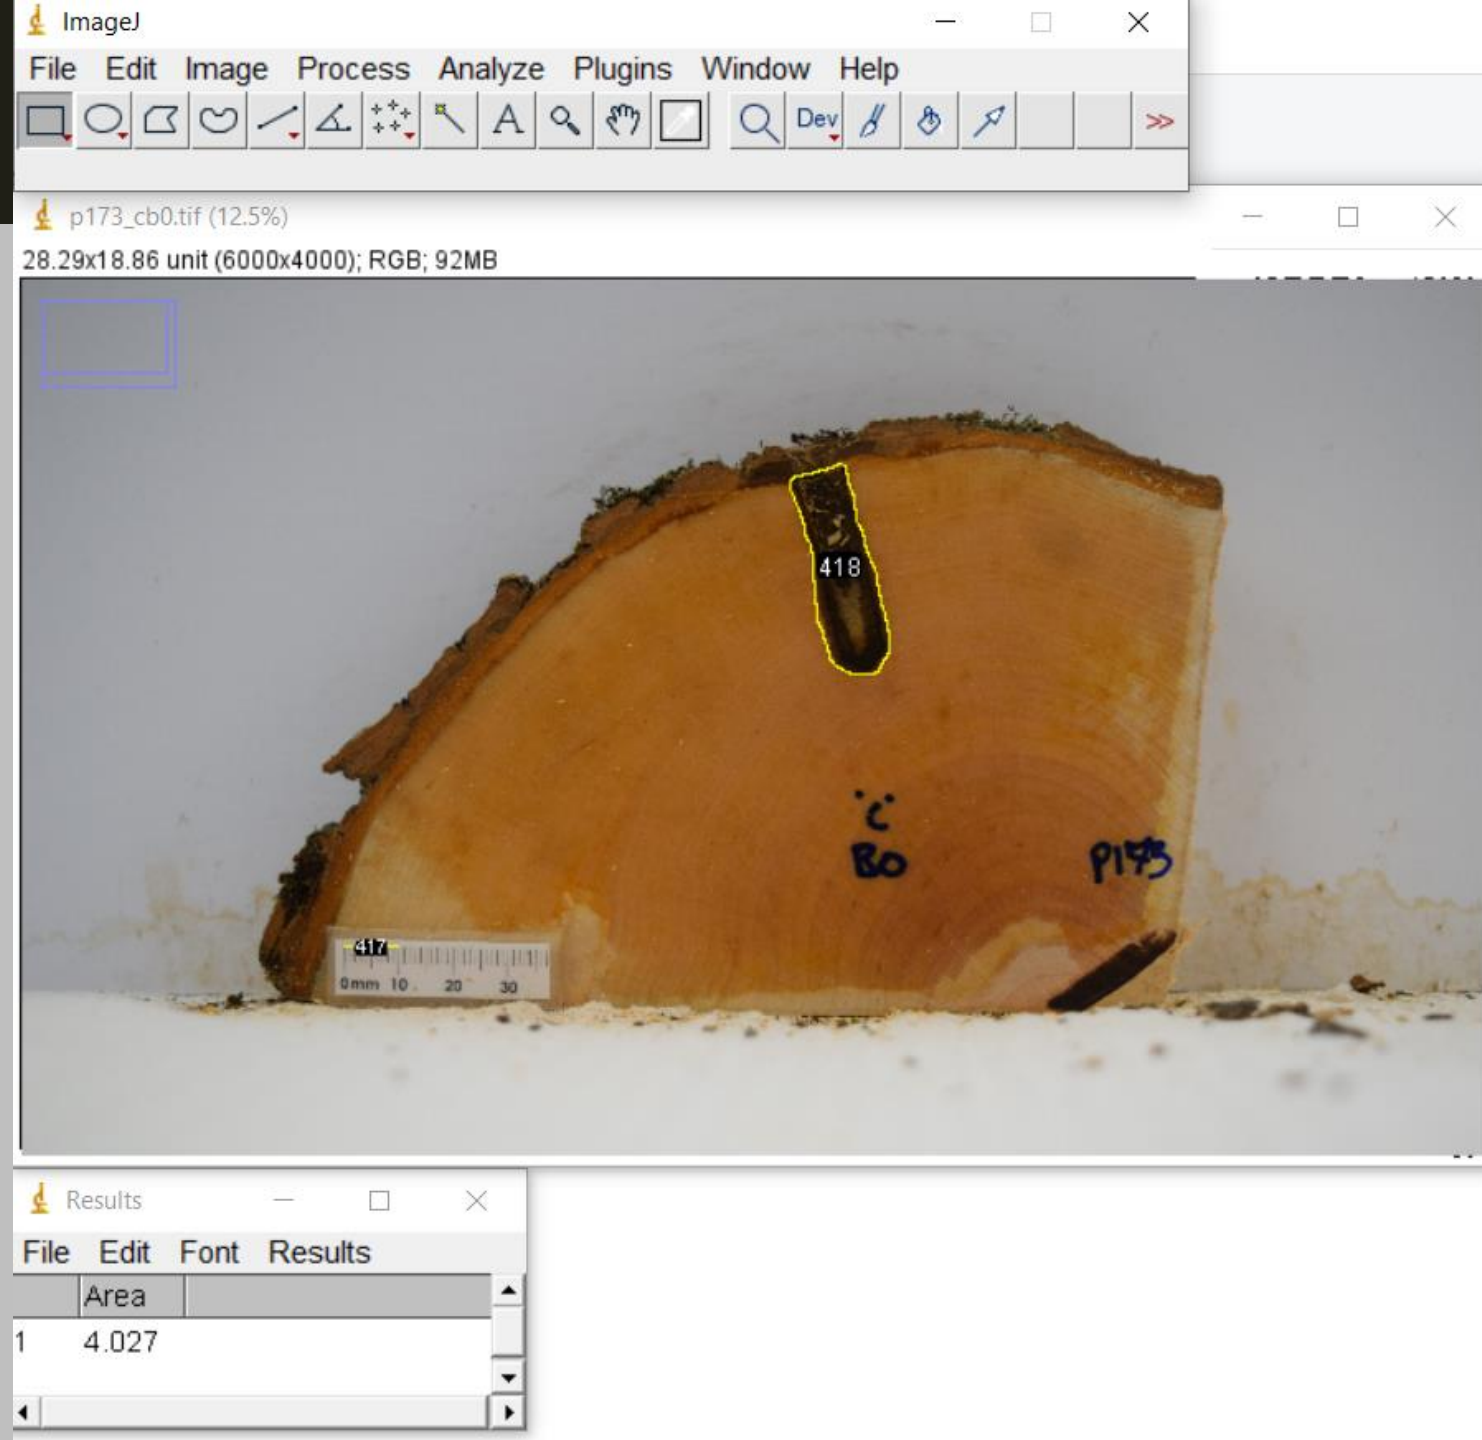 ImageJ
File Edit Image Process Analyze Plugins Window Help
A Dev >>
p173_cb0.tif (12.5%)
28.29x18.86 unit (6000x4000); RGB; 92MB
418
C
B0
P173
417
0mm 10 20 30
Results
File Edit Font Results
Area
1 4.027